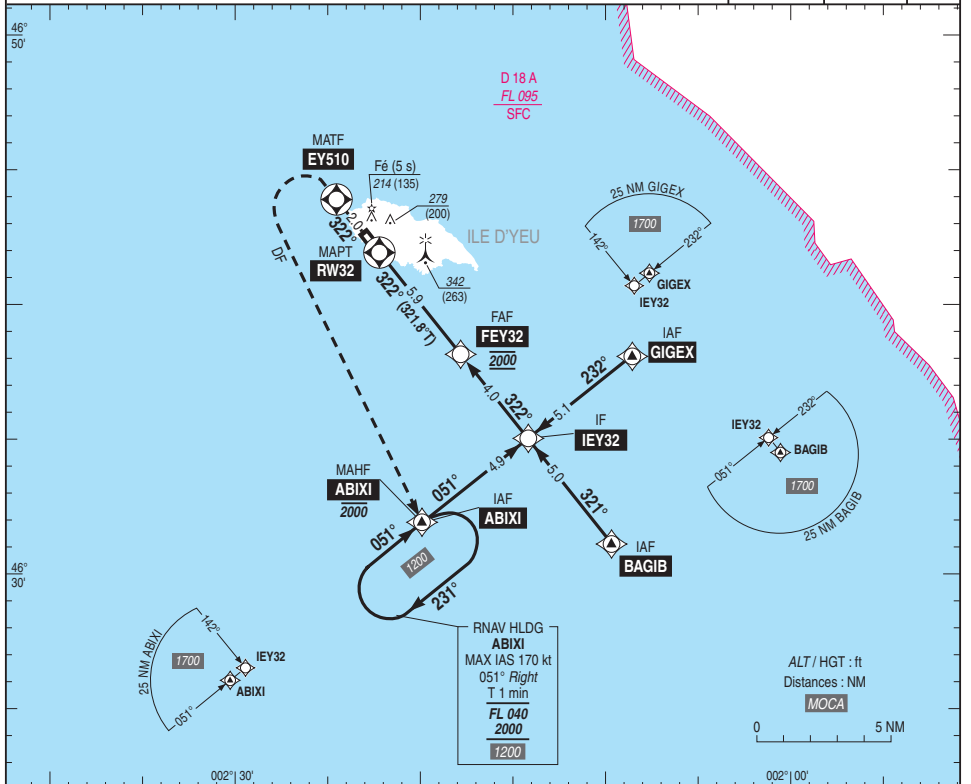 46°
50'
D 18 A
FL 095
SFC
MATF
EY510
Fé (5 s)
214 (135)
279
(200)
ILE D'YEU
342
(263)
2.0
322°
MAPT
RW32
DF
5.9
322° (321.8°T)
25 NM GIGEX
1700
142°
232°
GIGEX
IEY32
FAF
FEY32
2000
IAF
GIGEX
232°
5.1
322°
4.0
IF
IEY32
IEY32
232°
BAGIB
051°
1700
25 NM BAGIB
MAHF
ABIXI
2000
051°
4.9
5.0
321°
IAF
ABIXI
IAF
BAGIB
051°
1200
231°
46°
30'
25 NM ABIXI
142°
1700
IEY32
ABIXI
051°
RNAV HLDG
ABIXI
MAX IAS 170 kt
051° Right
T 1 min
FL 040
2000
1200
ALT / HGT : ft
Distances : NM
MOCA
0 5 NM
002° 30'
002° 00'